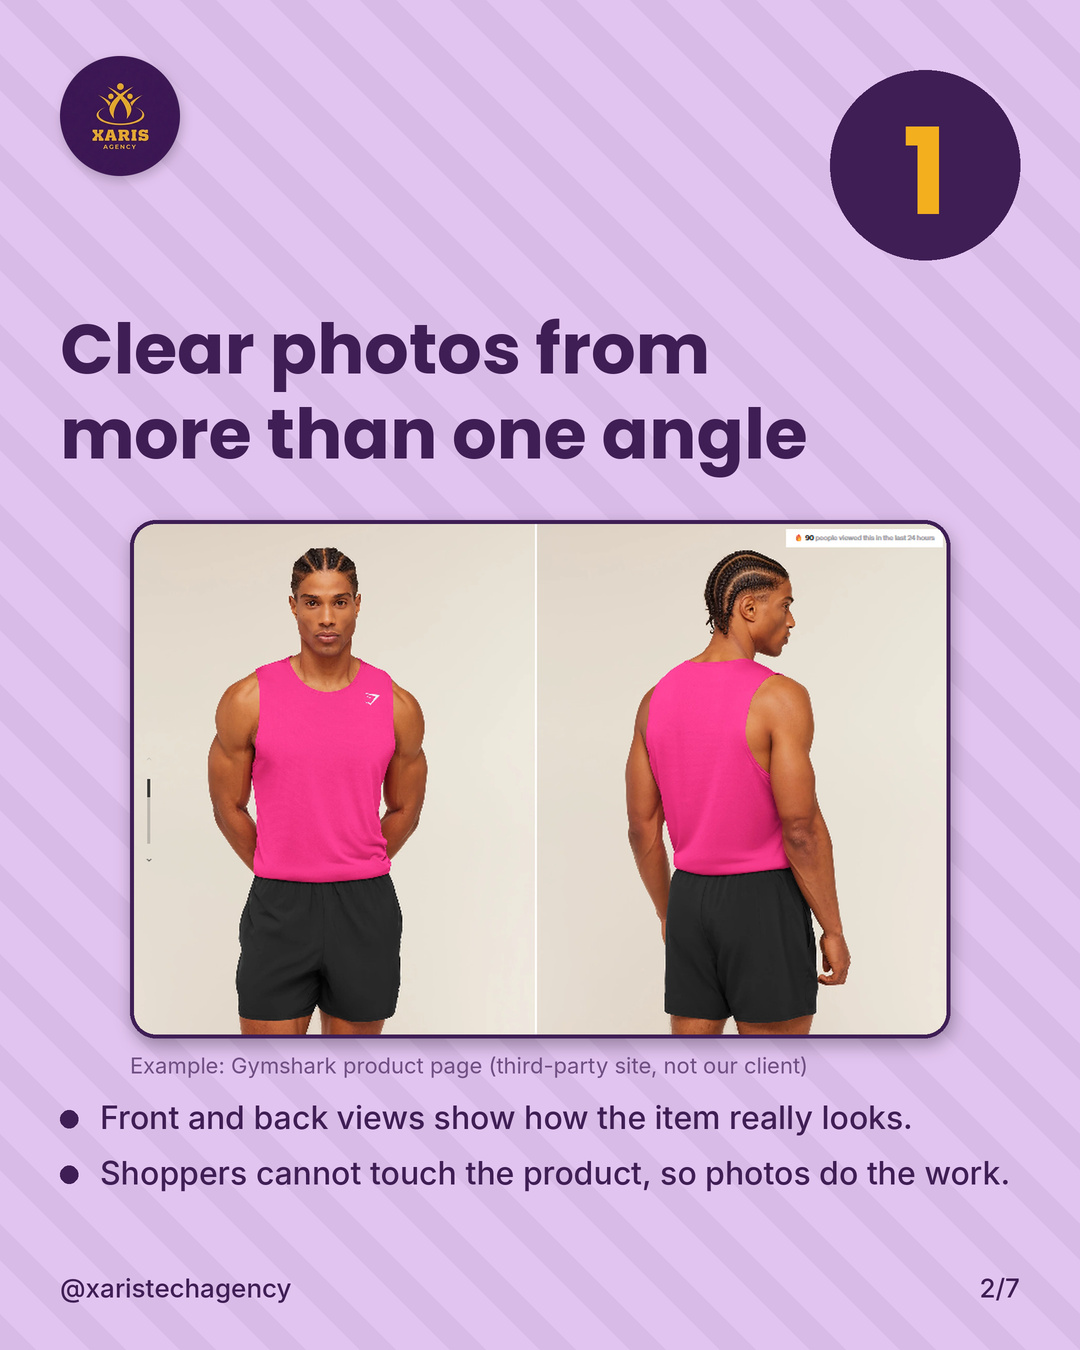 XARIS
AGENCY
1
Clear photos from
more than one angle
90 people viewed this in the last 24 hours
Example: Gymshark product page (third-party site, not our client)
Front and back views show how the item really looks.
Shoppers cannot touch the product, so photos do the work.
@xaristechagency
2/7